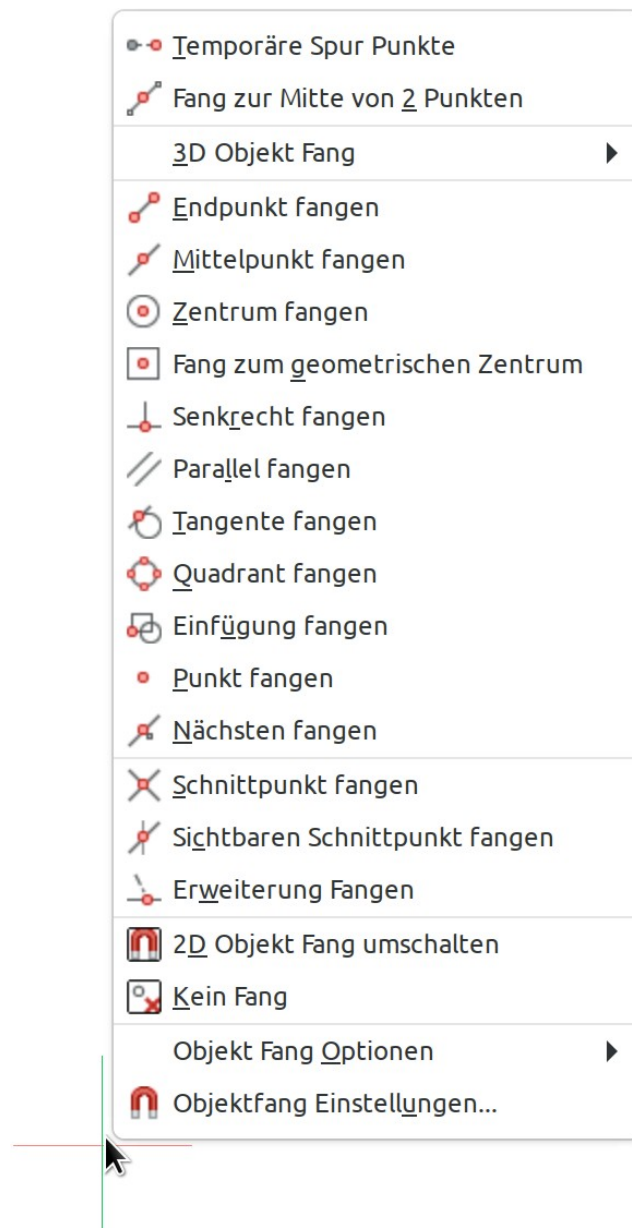 Temporäre Spur Punkte
Fang zur Mitte von 2 Punkten
3D Objekt Fang
Endpunkt fangen
Mittelpunkt fangen
Zentrum fangen
Fang zum geometrischen Zentrum
Senkrecht fangen
Parallel fangen
Tangente fangen
Quadrant fangen
Einfügung fangen
Punkt fangen
Nächsten fangen
Schnittpunkt fangen
Sichtbaren Schnittpunkt fangen
Erweiterung Fangen
2D Objekt Fang umschalten
Kein Fang
Objekt Fang Optionen
Objektfang Einstellungen...